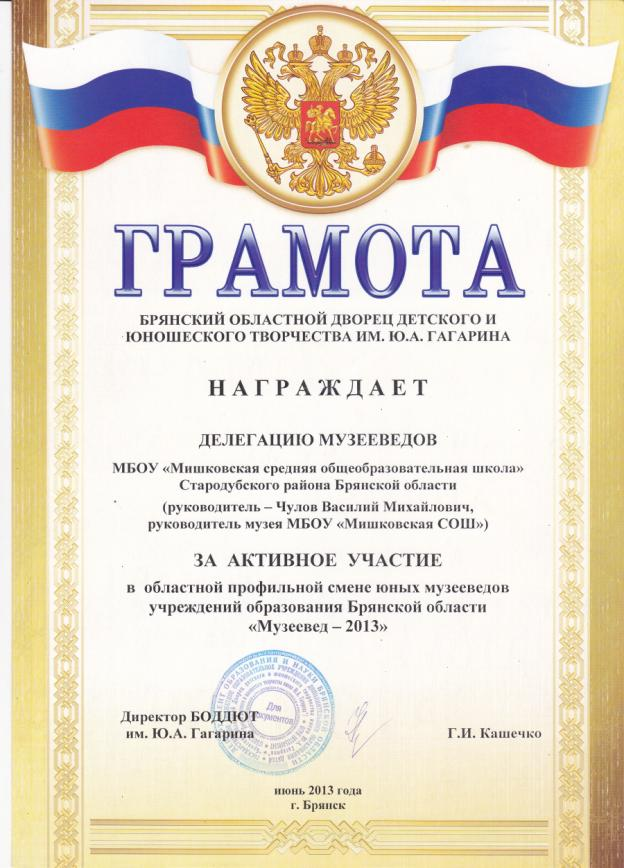 ГРАМОТА
БРЯНСКИЙ ОБЛАСТНОЙ ДВОРЕЦ ДЕТСКОГО И
ЮНОШЕСКОГО ТВОРЧЕСТВА ИМ. Ю.А. ГАГАРИНА
НАГРАЖДАЕТ
ДЕЛЕГАЦИЮ МУЗЕЕВЕДОВ
МБОУ «Мишковская средняя общеобразовательная школа»
Стародубского района Брянской области
(руководитель – Чулов Василий Михайлович,
руководитель музея МБОУ «Мишковская СОШ»)
ЗА АКТИВНОЕ УЧАСТИЕ
в областной профильной смене юных музееведов
учреждений образования Брянской области
«Музеевед – 2013»
Для
документов
Директор БОДДЮТ
им. Ю.А. Гагарина
Г.И. Кашечко
июнь 2013 года
г. Брянск